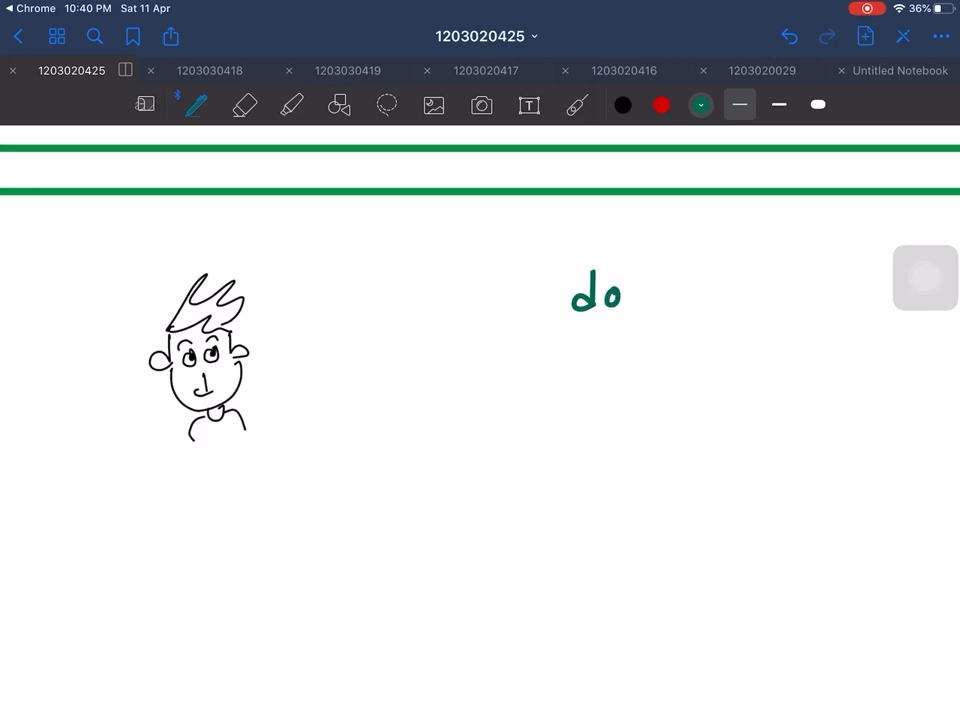 Chrome 10:40 PM Sat 11 Apr 36%
1203020425
1203020425 1203030418 1203030419 1203020417 1203020416 1203020029 Untitled Notebook
T
do